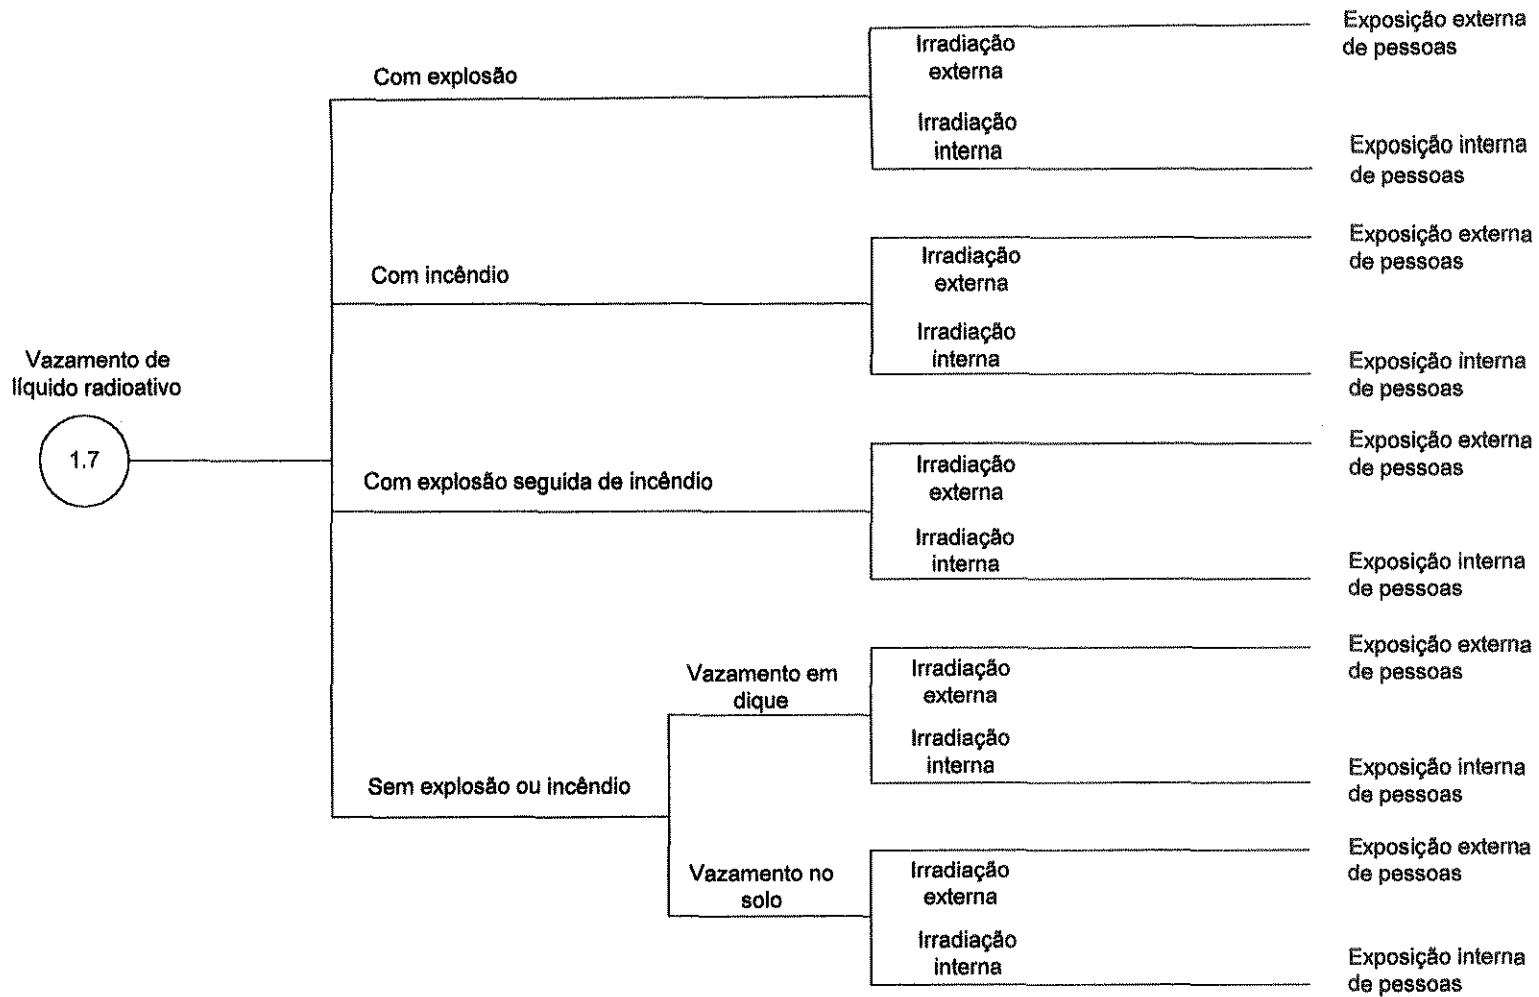 Exposição externa
de pessoas
Irradiação
externa
Com explosão
Irradiação
interna
Exposição interna
de pessoas
Exposição externa
de pessoas
Irradiação
externa
Com incêndio
Irradiação
interna
Exposição interna
de pessoas
Vazamento de
líquido radioativo
1.7
Exposição externa
de pessoas
Irradiação
externa
Com explosão seguida de incêndio
Irradiação
interna
Exposição interna
de pessoas
Exposição externa
de pessoas
Vazamento em
dique
Irradiação
externa
Irradiação
interna
Exposição interna
de pessoas
Sem explosão ou incêndio
Exposição externa
de pessoas
Vazamento no
solo
Irradiação
externa
Irradiação
interna
Exposição interna
de pessoas